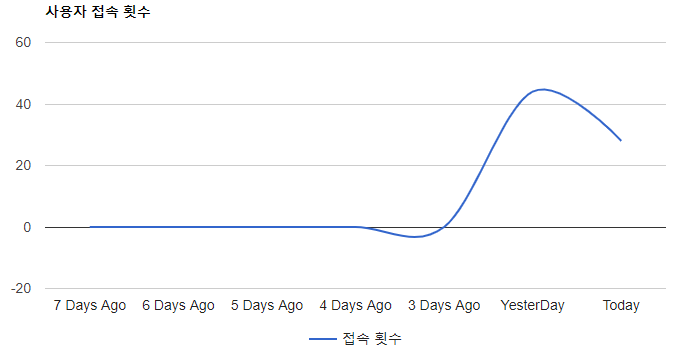 사용자 접속 횟수
60
40
20
0
-20
7 Days Ago 6 Days Ago 5 Days Ago 4 Days Ago 3 Days Ago YesterDay Today
접속 횟수